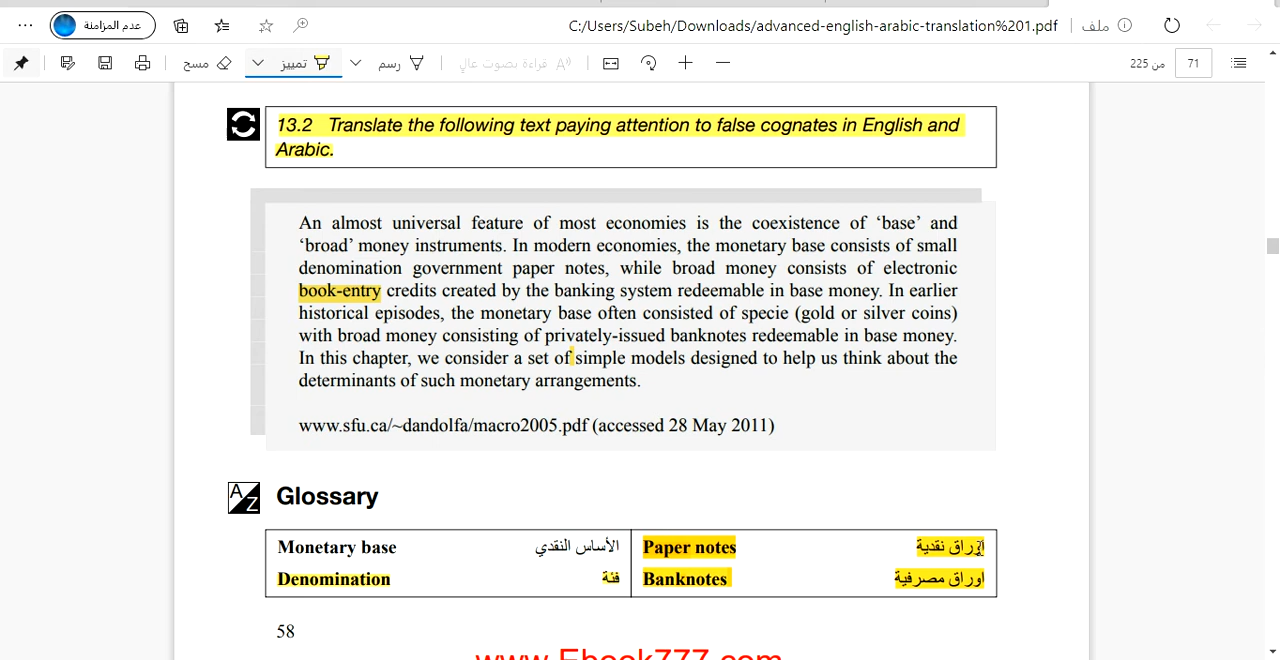 عدم المزامنة
C:/Users/Subeh/Downloads/advanced-english-arabic-translation%201.pdf
ملف
مسح
تمييز
رسم
قراءة بصوت عالٍ
71
من 225
13.2 Translate the following text paying attention to false cognates in English and
Arabic.
An almost universal feature of most economies is the coexistence of ‘base’ and
‘broad’ money instruments. In modern economies, the monetary base consists of small
denomination government paper notes, while broad money consists of electronic
book-entry credits created by the banking system redeemable in base money. In earlier
historical episodes, the monetary base often consisted of specie (gold or silver coins)
with broad money consisting of privately-issued banknotes redeemable in base money.
In this chapter, we consider a set of simple models designed to help us think about the
determinants of such monetary arrangements.
www.sfu.ca/~dandolfa/macro2005.pdf (accessed 28 May 2011)
A Z
Glossary
Monetary base الأساس النقدي Paper notes اوراق نقدية
Denomination فئة Banknotes اوراق مصرفية
58
www.Ebook777.com